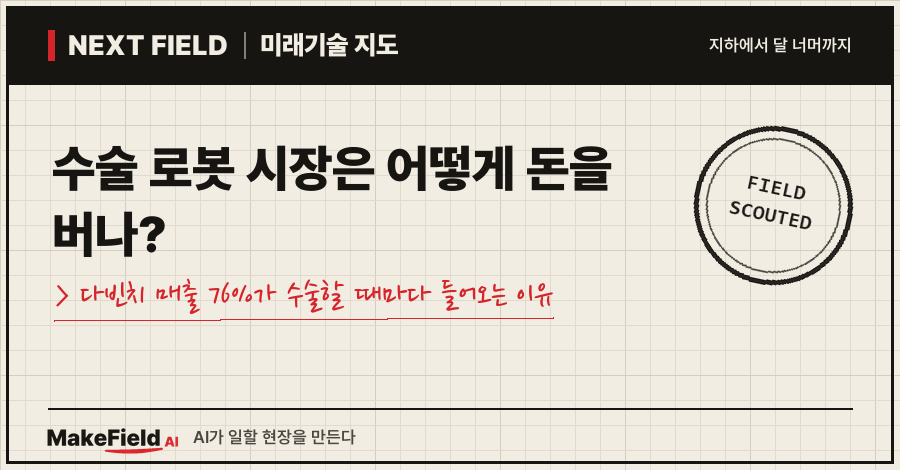 NEXT FIELD | 미래기술 지도
지하에서 달 너머까지
수술 로봇 시장은 어떻게 돈을
버나?
> 다빈치 매출 76%가 수술할 때마다 들어오는 이유
FIELD
SCOUTED
MakeField AI
AI가 일할 현장을 만든다